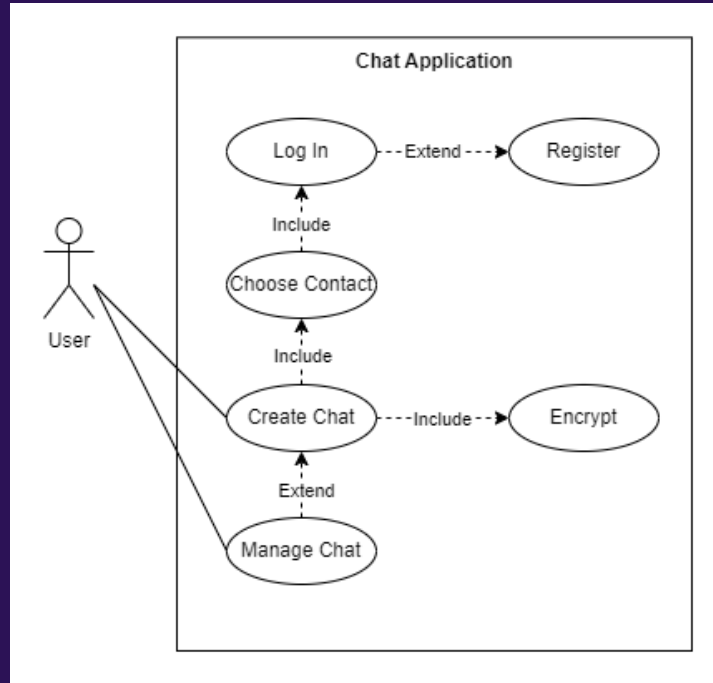 Chat Application
Log In
Extend
Register
Include
Choose Contact
User
Include
Create Chat
Include
Encrypt
Extend
Manage Chat